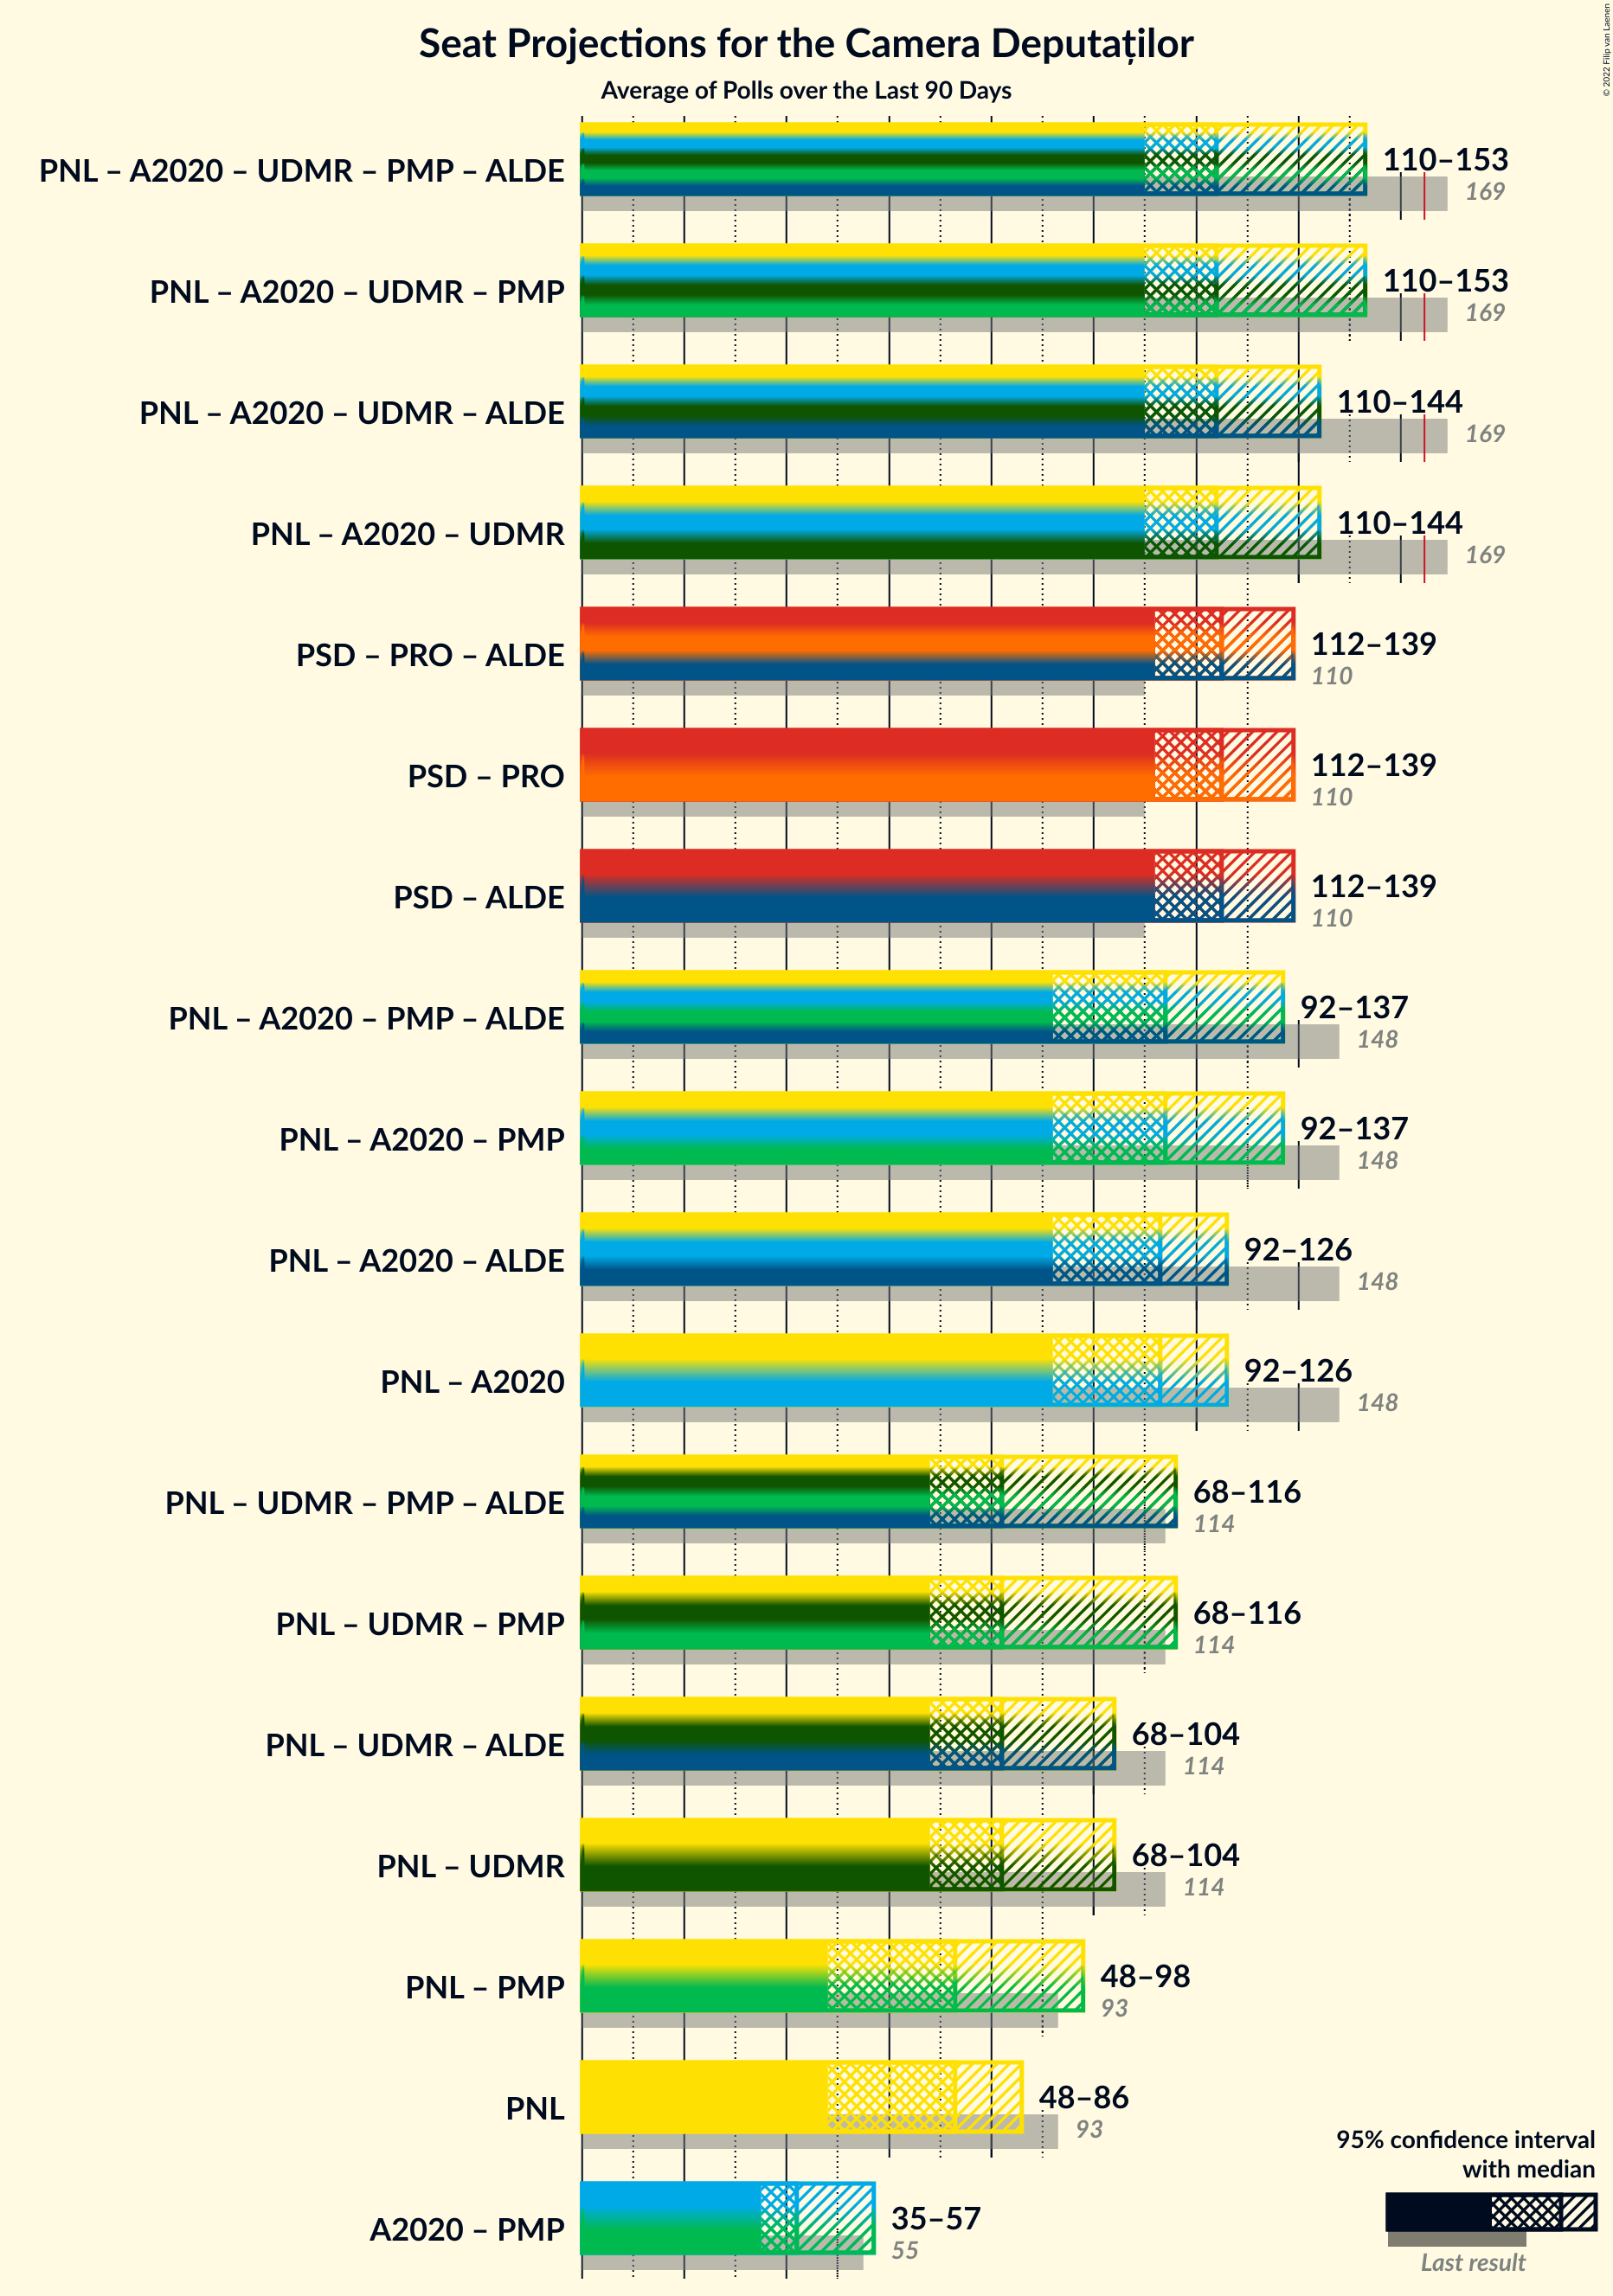 Seat Projections for the Camera Deputaților
Average of Polls over the Last 90 Days
© 2022 Filip van Laenen
PNL – A2020 – UDMR – PMP – ALDE
110–153
169
PNL – A2020 – UDMR – PMP
110–153
169
PNL – A2020 – UDMR – ALDE
110–144
169
PNL – A2020 – UDMR
110–144
169
PSD – PRO – ALDE
112–139
110
PSD – PRO
112–139
110
PSD – ALDE
112–139
110
PNL – A2020 – PMP – ALDE
92–137
148
PNL – A2020 – PMP
92–137
148
PNL – A2020 – ALDE
92–126
148
PNL – A2020
92–126
148
PNL – UDMR – PMP – ALDE
68–116
114
PNL – UDMR – PMP
68–116
114
PNL – UDMR – ALDE
68–104
114
PNL – UDMR
68–104
114
PNL – PMP
48–98
93
PNL
48–86
93
A2020 – PMP
35–57
55
95% confidence interval
with median
Last result